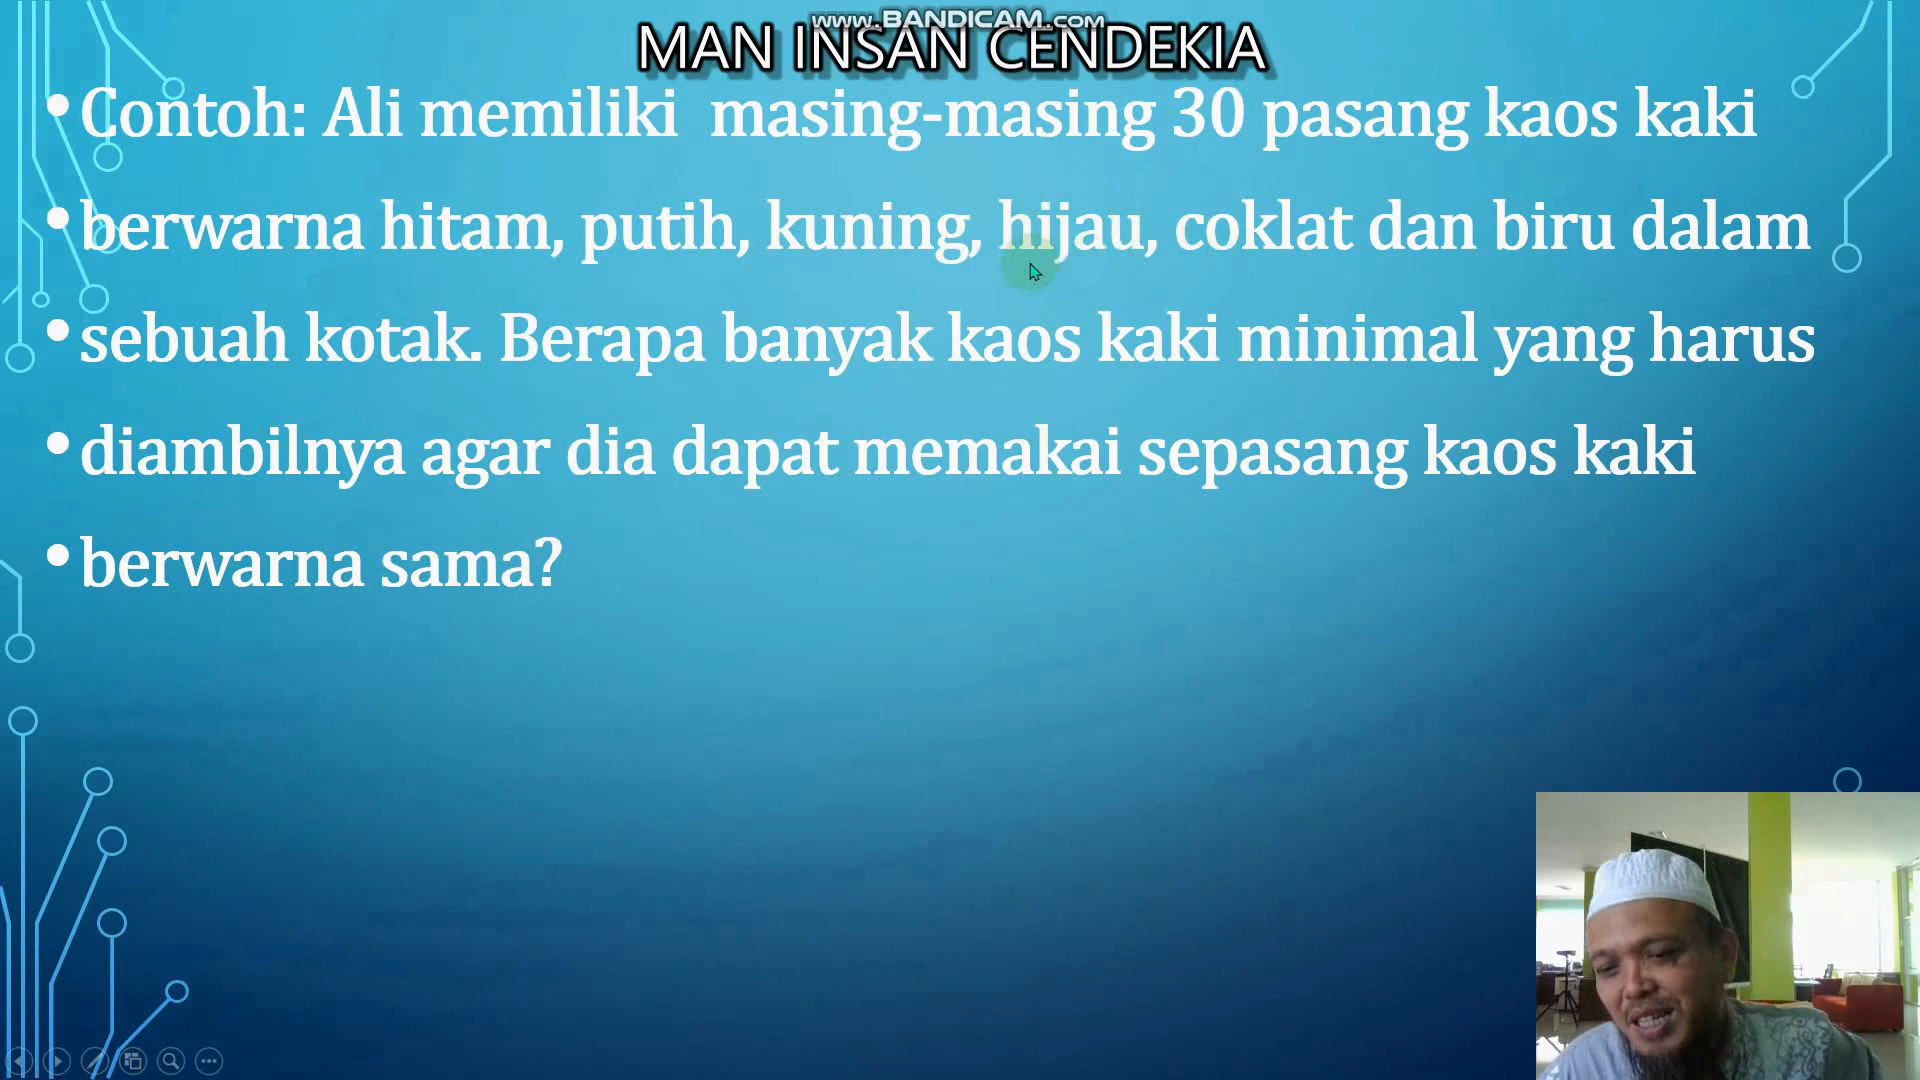 www.BANDICAM.com
MAN INSAN CENDEKIA
• Contoh: Ali memiliki masing-masing 30 pasang kaos kaki
• berwarna hitam, putih, kuning, hijau, coklat dan biru dalam
• sebuah kotak. Berapa banyak kaos kaki minimal yang harus
• diambilnya agar dia dapat memakai sepasang kaos kaki
• berwarna sama?